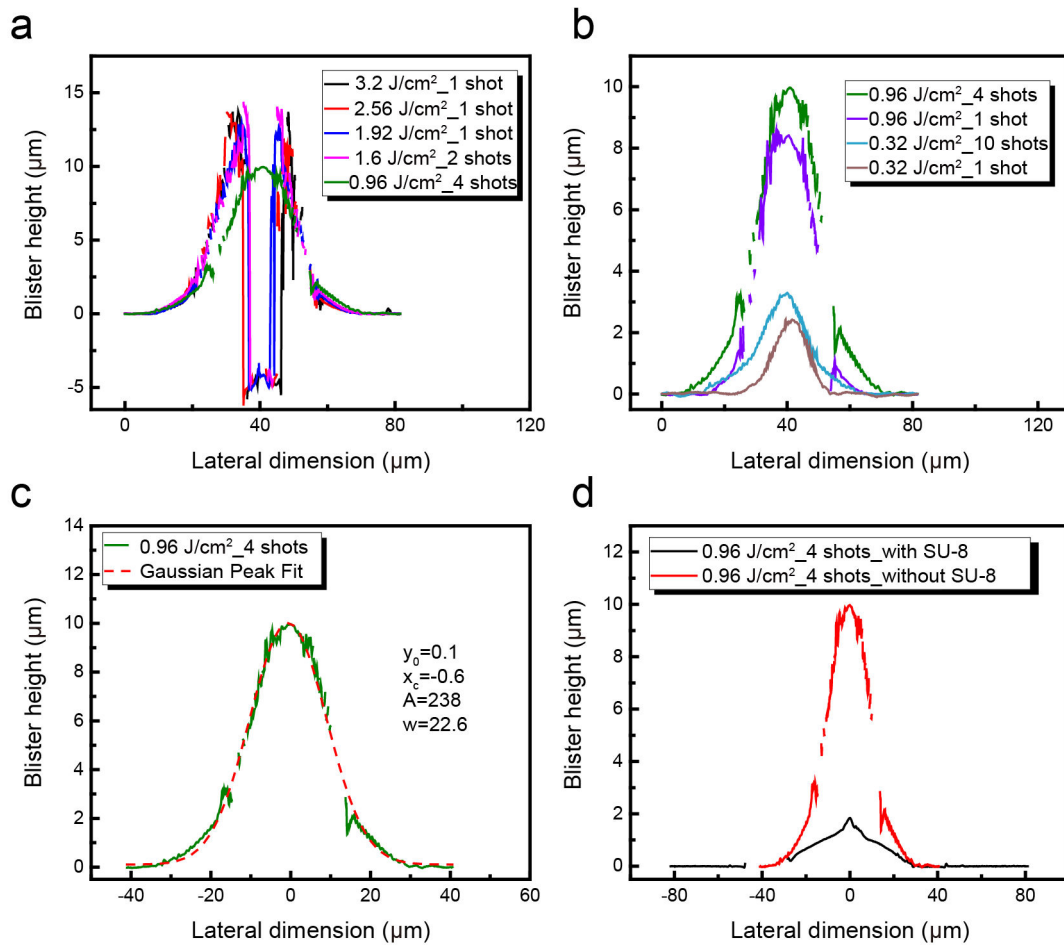 a
15
10
5
0
-5
Blister height (µm)
0
40
80
120
Lateral dimension (µm)
3.2 J/cm²_1 shot
2.56 J/cm²_1 shot
1.92 J/cm²_1 shot
1.6 J/cm²_2 shots
0.96 J/cm²_4 shots
b
10
8
6
4
2
0
Blister height (µm)
0
40
80
120
Lateral dimension (µm)
0.96 J/cm²_4 shots
0.96 J/cm²_1 shot
0.32 J/cm²_10 shots
0.32 J/cm²_1 shot
c
14
12
10
8
6
4
2
0
Blister height (µm)
-40
-20
0
20
40
60
Lateral dimension (µm)
0.96 J/cm²_4 shots
Gaussian Peak Fit
y₀=0.1
x_c=-0.6
A=238
w=22.6
d
12
10
8
6
4
2
0
Blister height (µm)
-80
-40
0
40
80
Lateral dimension (µm)
0.96 J/cm²_4 shots_with SU-8
0.96 J/cm²_4 shots_without SU-8